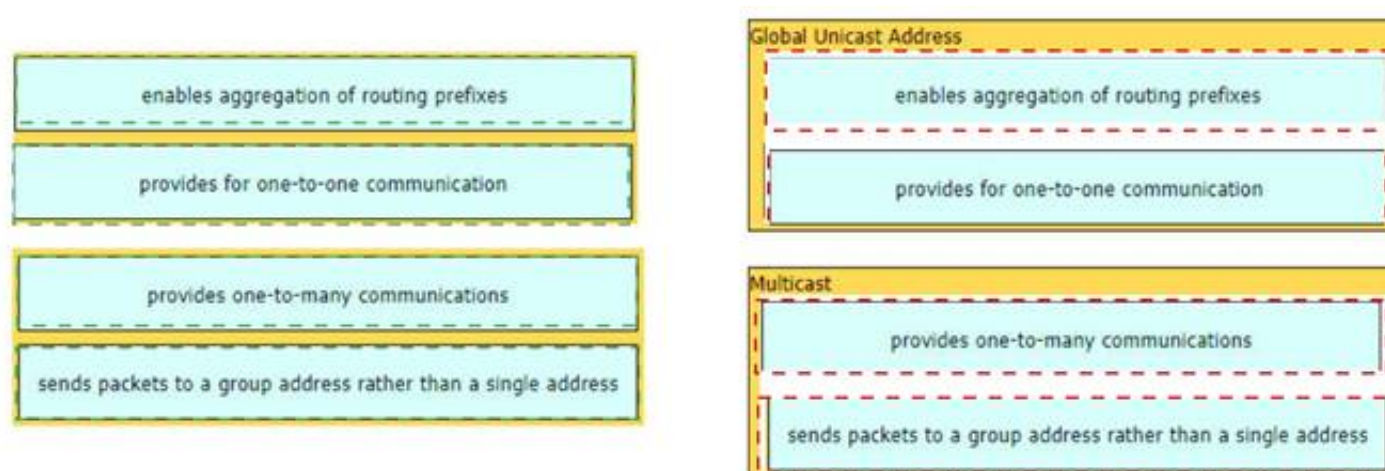 enables aggregation of routing prefixes
provides for one-to-one communication
provides one-to-many communications
sends packets to a group address rather than a single address
Global Unicast Address
enables aggregation of routing prefixes
provides for one-to-one communication
Multicast
provides one-to-many communications
sends packets to a group address rather than a single address